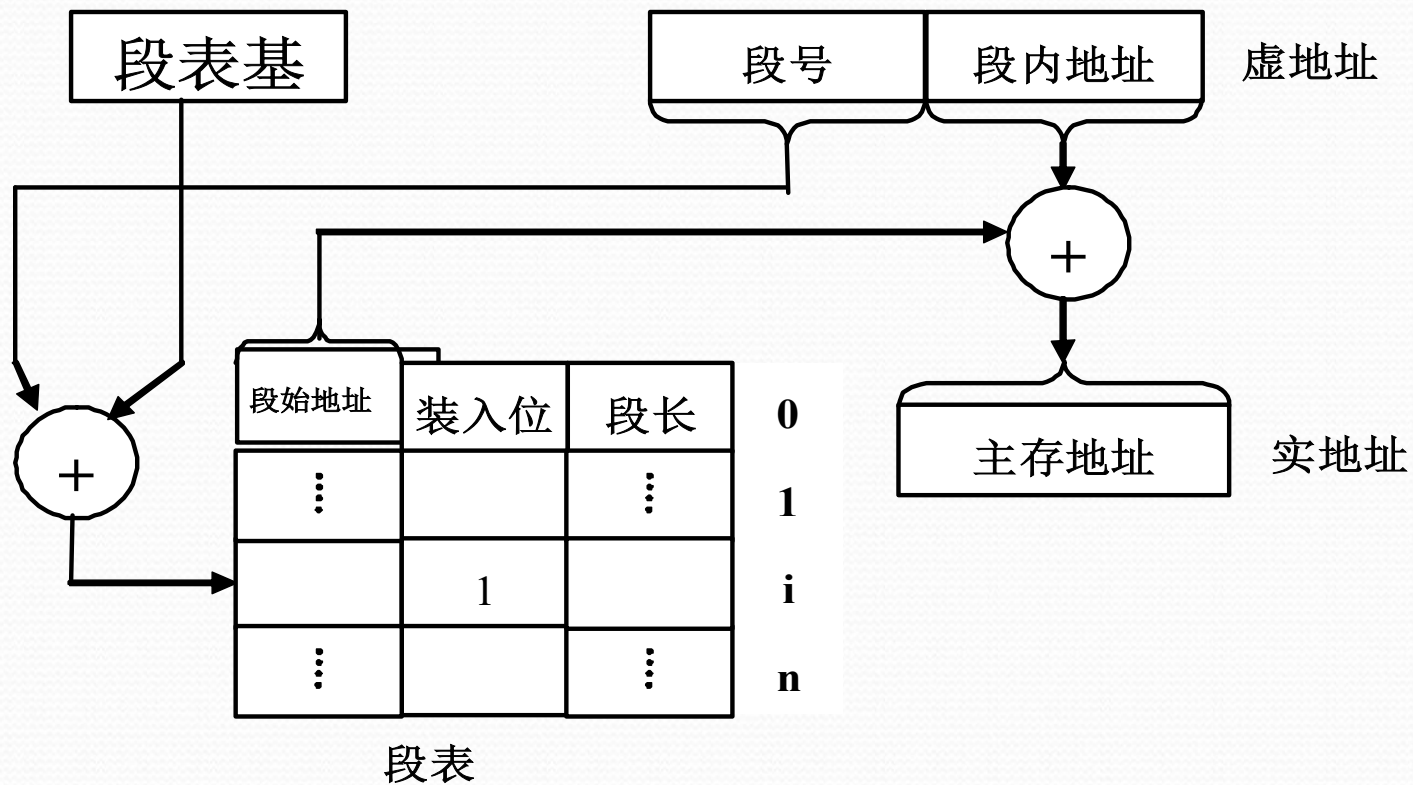 段表基
段号 段内地址 虚地址
+
段始地址 装入位 段长 0
主存地址 实地址
+
1
1 i
n
段表